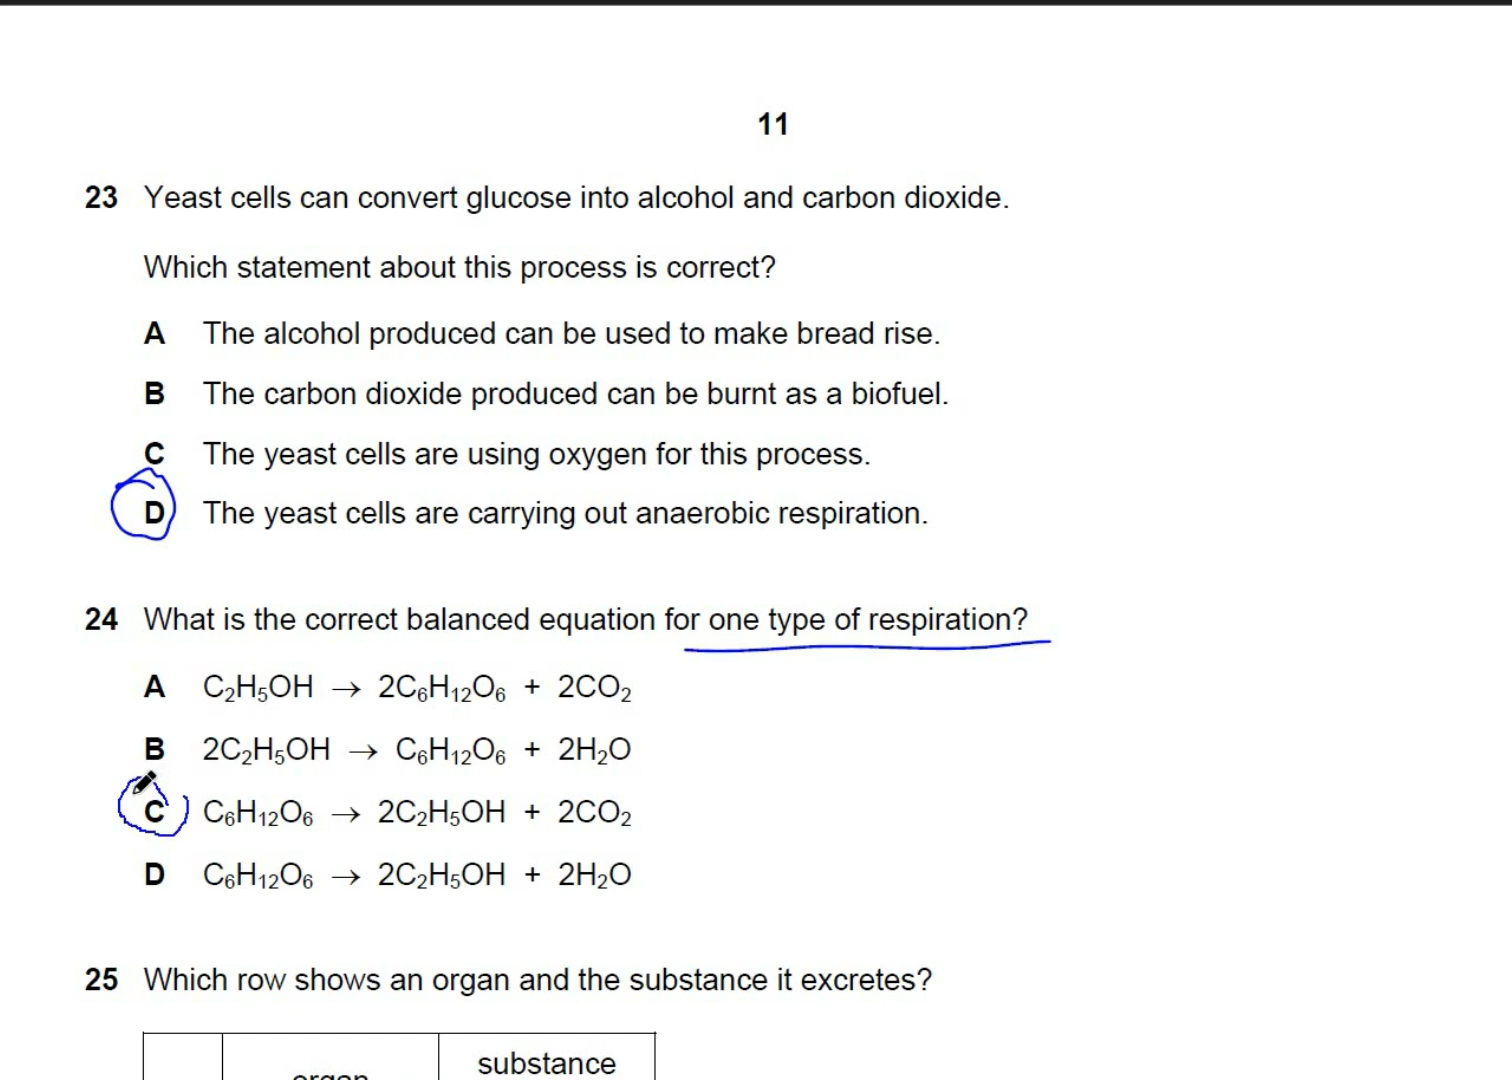 11
23 Yeast cells can convert glucose into alcohol and carbon dioxide.
Which statement about this process is correct?
A The alcohol produced can be used to make bread rise.
B The carbon dioxide produced can be burnt as a biofuel.
C The yeast cells are using oxygen for this process.
D The yeast cells are carrying out anaerobic respiration.
24 What is the correct balanced equation for one type of respiration?
A C₂H₅OH → 2C₆H₁₂O₆ + 2CO₂
B 2C₂H₅OH → C₆H₁₂O₆ + 2H₂O
C C₆H₁₂O₆ → 2C₂H₅OH + 2CO₂
D C₆H₁₂O₆ → 2C₂H₅OH + 2H₂O
25 Which row shows an organ and the substance it excretes?
substance
organ